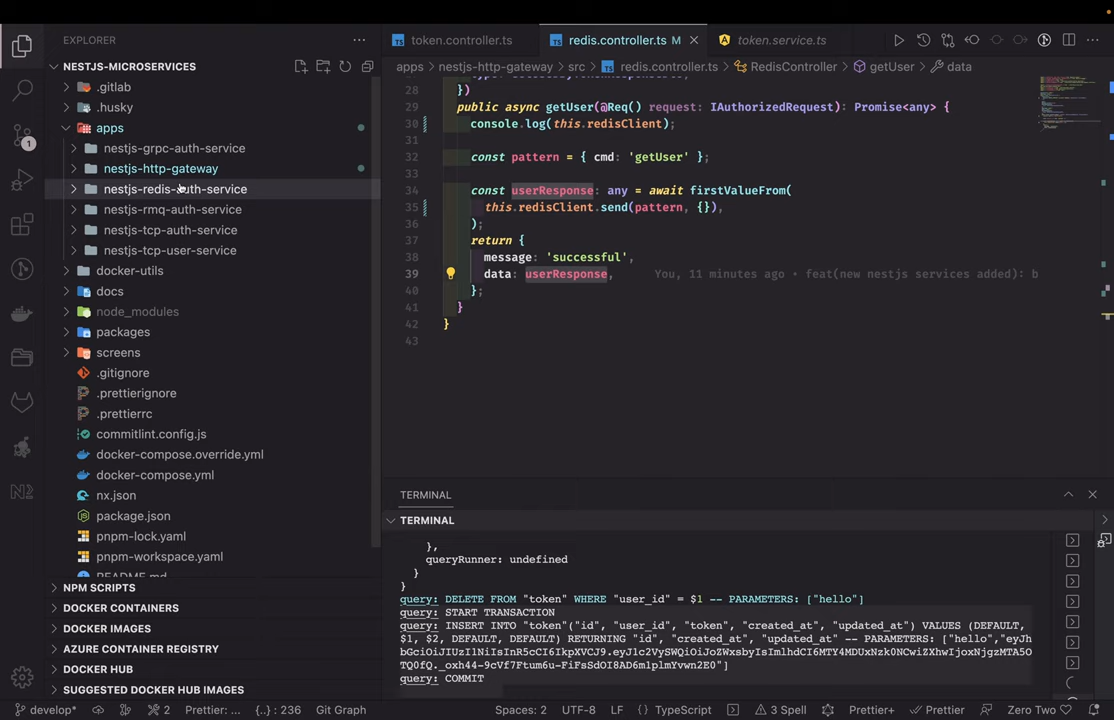 EXPLORER
NESTJS-MICROSERVICES
.gitlab
.husky
apps
nestjs-grpc-auth-service
nestjs-http-gateway
nestjs-redis-auth-service
nestjs-rmq-auth-service
nestjs-tcp-auth-service
nestjs-tcp-user-service
docker-utils
docs
node_modules
packages
screens
.gitignore
.prettierignore
.prettierrc
commitlint.config.js
docker-compose.override.yml
docker-compose.yml
nx.json
package.json
pnpm-lock.yaml
pnpm-workspace.yaml
README.md
NPM SCRIPTS
DOCKER CONTAINERS
DOCKER IMAGES
AZURE CONTAINER REGISTRY
DOCKER HUB
SUGGESTED DOCKER HUB IMAGES
token.controller.ts
redis.controller.ts M
token.service.ts
apps > nestjs-http-gateway > src > redis.controller.ts > RedisController > getUser > data
28 })
29 public async getUser(@Req() request: IAuthorizedRequest): Promise<any> {
30 console.log(this.redisClient);
31
32 const pattern = { cmd: 'getUser' };
33
34 const userResponse: any = await firstValueFrom(
35 this.redisClient.send(pattern, {}),
36 );
37 return {
38 message: 'successful',
39 data: userResponse, You, 11 minutes ago • feat(new nestjs services added): b
40 };
41 }
42 }
43
TERMINAL
TERMINAL
},
queryRunner: undefined
}
}
query: DELETE FROM "token" WHERE "user_id" = $1 -- PARAMETERS: ["hello"]
query: START TRANSACTION
query: INSERT INTO "token"("id", "user_id", "token", "created_at", "updated_at") VALUES (DEFAULT,
$1, $2, DEFAULT, DEFAULT) RETURNING "id", "created_at", "updated_at" -- PARAMETERS: ["hello","eyJh
query: COMMIT
develop*
2
Prettier: ...
{..} : 236
Git Graph
Spaces: 2
UTF-8
LF
TypeScript
3 Spell
Prettier+
Prettier
Zero Two